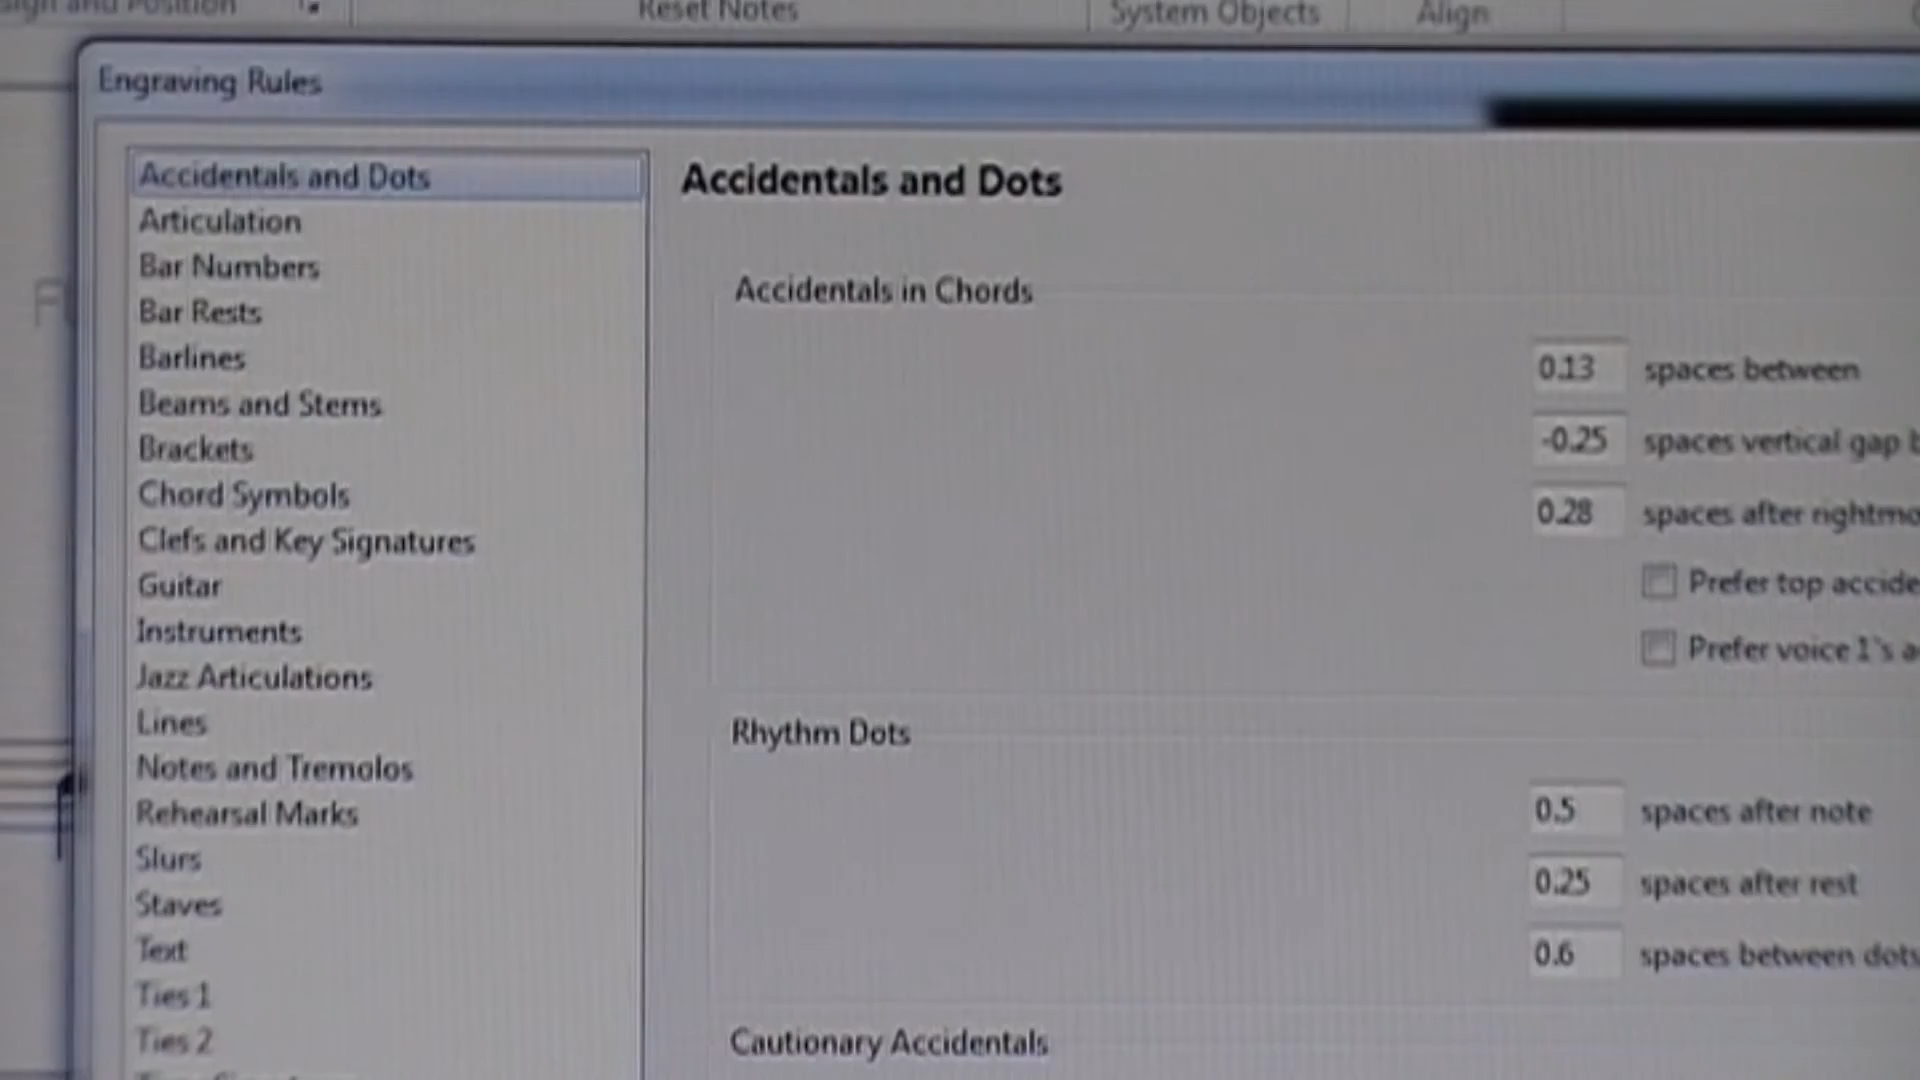 and Position
Reset Notes
System Objects
Align
Engraving Rules
Accidentals and Dots
Articulation
Bar Numbers
Bar Rests
Barlines
Beams and Stems
Brackets
Chord Symbols
Clefs and Key Signatures
Guitar
Instruments
Jazz Articulations
Lines
Notes and Tremolos
Rehearsal Marks
Slurs
Staves
Text
Ties 1
Ties 2
Accidentals and Dots
Accidentals in Chords
0.13 spaces between
-0.25 spaces vertical gap
0.28 spaces after
Prefer top
Prefer voice 1's
Rhythm Dots
0.5 spaces after note
0.25 spaces after rest
0.6 spaces between dots
Cautionary Accidentals